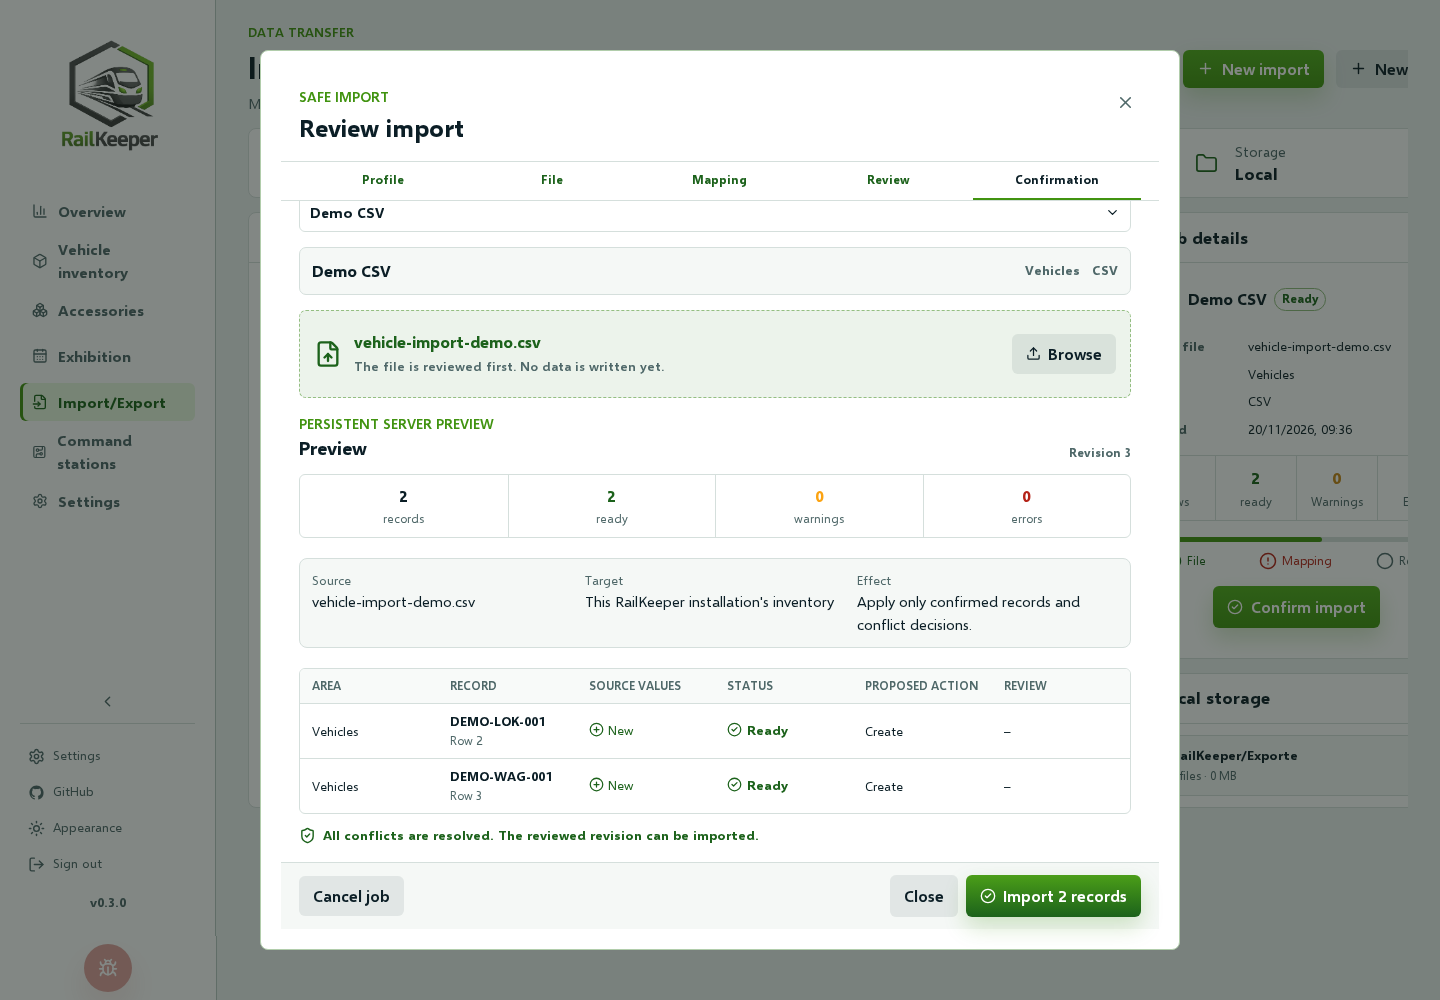 RailKeeper
Overview
Vehicle
inventory
Accessories
Exhibition
Import/Export
Command
stations
Settings
Settings
GitHub
Appearance
Sign out
v0.3.0
DATA TRANSFER
New import
New
SAFE IMPORT
Review import
Profile
File
Mapping
Review
Confirmation
Demo CSV
Demo CSV
Vehicles CSV
vehicle-import-demo.csv
The file is reviewed first. No data is written yet.
Browse
PERSISTENT SERVER PREVIEW
Preview
Revision 3
2
records
2
ready
0
warnings
0
errors
Source
vehicle-import-demo.csv
Target
This RailKeeper installation's inventory
Effect
Apply only confirmed records and
conflict decisions.
AREA RECORD SOURCE VALUES STATUS PROPOSED ACTION REVIEW
Vehicles DEMO-LOK-001 New Ready Create –
Row 2
Vehicles DEMO-WAG-001 New Ready Create –
Row 3
All conflicts are resolved. The reviewed revision can be imported.
Cancel job
Close
Import 2 records
Storage
Local
details
Demo CSV Ready
file vehicle-import-demo.csv
Vehicles
CSV
20/11/2026, 09:36
2
ready
0
Warnings
File
Mapping
Confirm import
storage
ailKeeper/Exporte
files · 0 MB